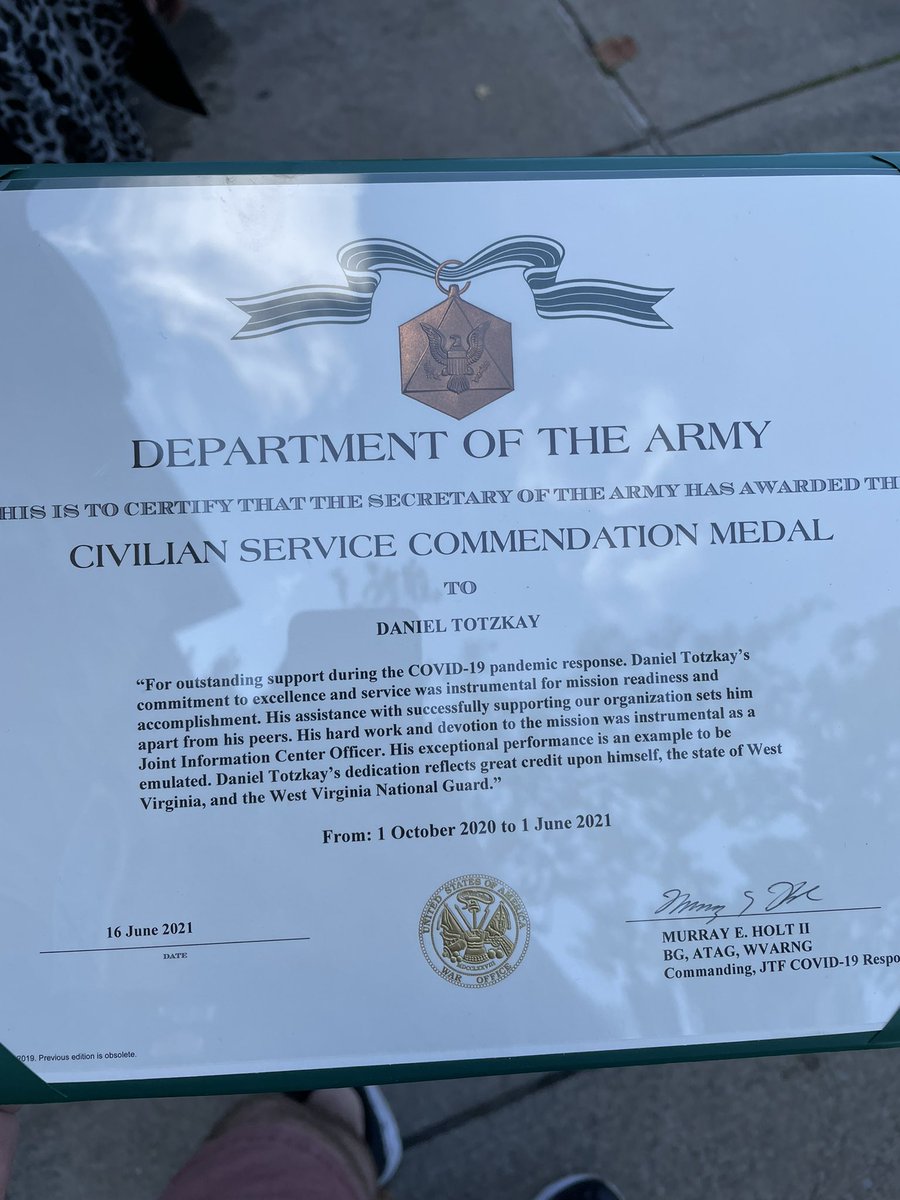 DEPARTMENT OF THE ARMY
HIS IS TO CERTIFY THAT THE SECRETARY OF THE ARMY HAS AWARDED TH
CIVILIAN SERVICE COMMENDATION MEDAL
TO
DANIEL TOTZKAY
“For outstanding support during the COVID-19 pandemic response. Daniel Totzkay’s
commitment to excellence and service was instrumental for mission readiness and
accomplishment. His assistance with successfully supporting our organization sets him
apart from his peers. His hard work and devotion to the mission was instrumental as a
Joint Information Center Officer. His exceptional performance is an example to be
emulated. Daniel Totzkay’s dedication reflects great credit upon himself, the state of West
Virginia, and the West Virginia National Guard.”
From: 1 October 2020 to 1 June 2021
16 June 2021
DATE
UNITED STATES OF AMERICA
MDCCLXXVIII
WAR OFFICE
MURRAY E. HOLT II
BG, ATAG, WVARNG
Commanding, JTF COVID-19 Respo
2019. Previous edition is obsolete.